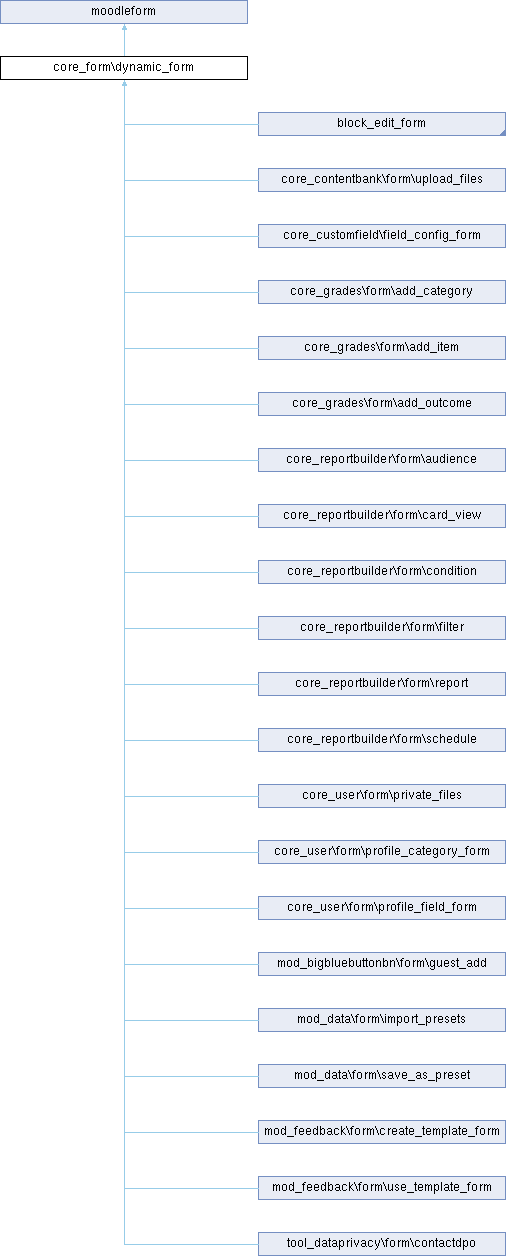 moodleform
core_form\dynamic_form
block_edit_form
core_contentbank\form\upload_files
core_customfield\field_config_form
core_grades\form\add_category
core_grades\form\add_item
core_grades\form\add_outcome
core_reportbuilder\form\audience
core_reportbuilder\form\card_view
core_reportbuilder\form\condition
core_reportbuilder\form\filter
core_reportbuilder\form\report
core_reportbuilder\form\schedule
core_user\form\private_files
core_user\form\profile_category_form
core_user\form\profile_field_form
mod_bigbluebuttonbn\form\guest_add
mod_data\form\import_presets
mod_data\form\save_as_preset
mod_feedback\form\create_template_form
mod_feedback\form\use_template_form
tool_dataprivacy\form\contactdpo